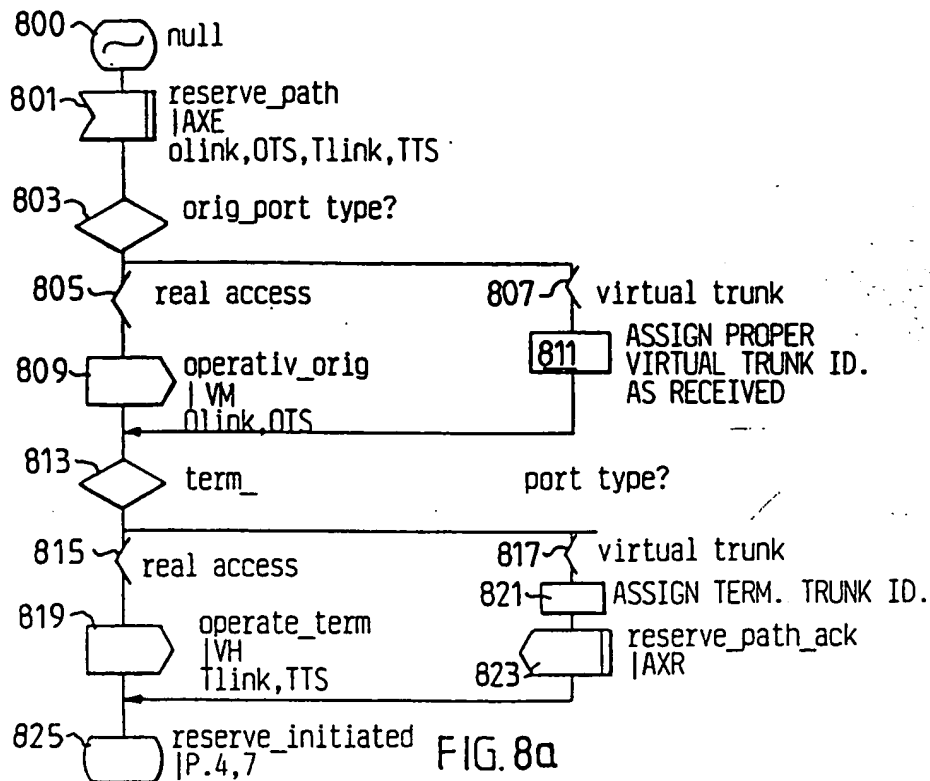 800 null
801 reserve_path
|AXE
olink,OTS,Tlink,TTS
803 orig_port type?
805 real access 807 virtual trunk
811 ASSIGN PROPER
VIRTUAL TRUNK ID.
AS RECEIVED
809 operativ_orig
|VM
Olink,OTS
813 term_ port type?
815 real access 817 virtual trunk
821 ASSIGN TERM. TRUNK ID.
819 operate_term
|VH
Tlink,TTS
823 reserve_path_ack
|AXR
825 reserve_initiated
|P.4,7
FIG. 8a